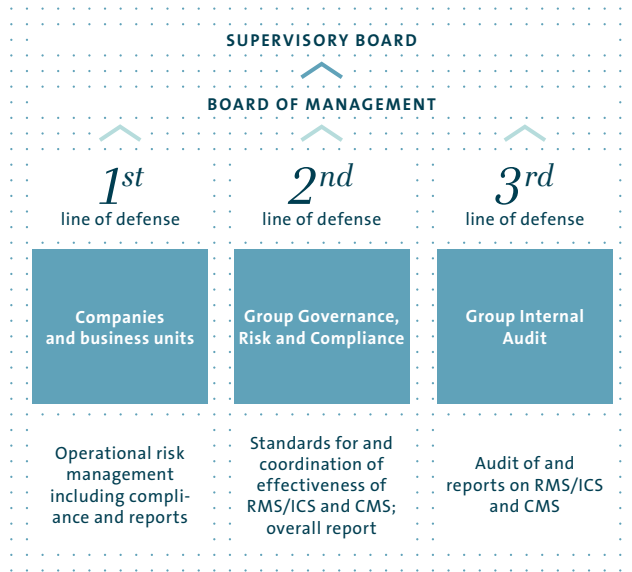 SUPERVISORY BOARD
BOARD OF MANAGEMENT
1st
line of defense
2nd
line of defense
3rd
line of defense
Companies
and business units
Group Governance,
Risk and Compliance
Group Internal
Audit
Operational risk
management
including compli-
ance and reports
Standards for and
coordination of
effectiveness of
RMS/ICS and CMS;
overall report
Audit of and
reports on RMS/ICS
and CMS